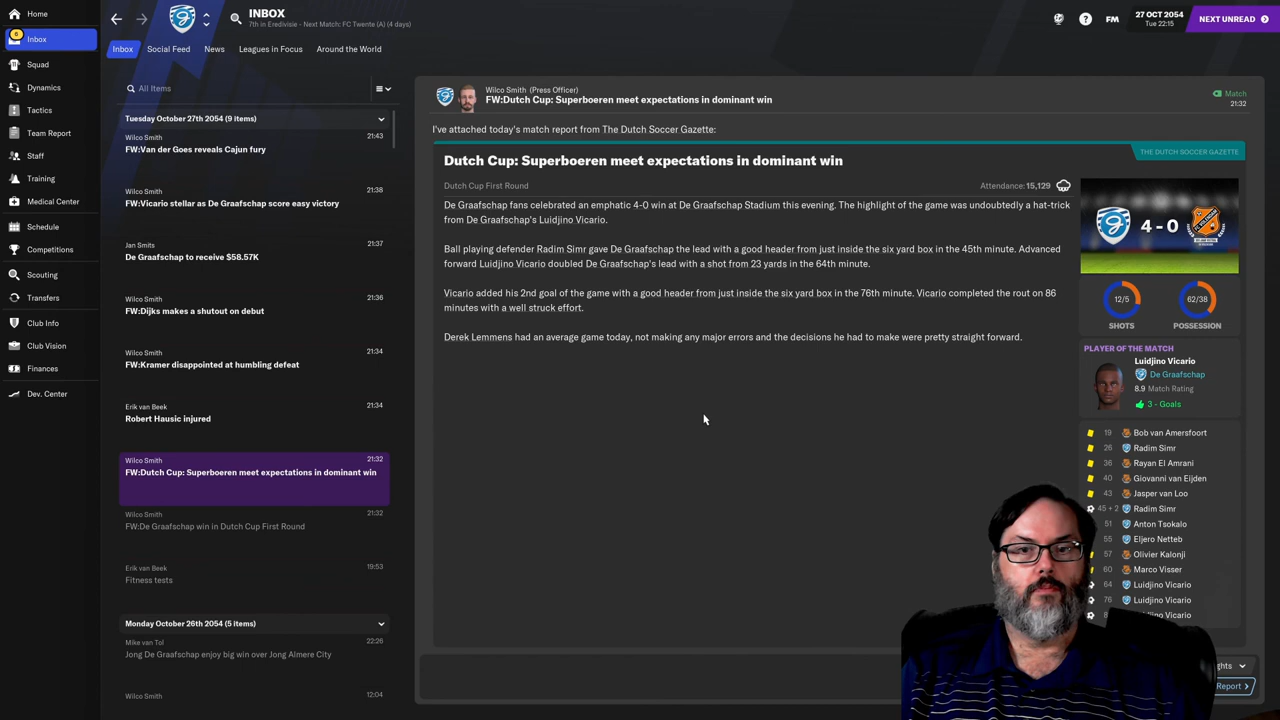 Home
6
Inbox
Squad
Dynamics
Tactics
Team Report
Staff
Training
Medical Center
Schedule
Competitions
Scouting
Transfers
Club Info
Club Vision
Finances
Dev. Center
INBOX
7th in Eredivisie - Next Match: FC Twente (A) (4 days)
FM
27 OCT 2054
Tue 22:15
NEXT UNREAD
Inbox
Social Feed
News
Leagues in Focus
Around the World
All Items
Tuesday October 27th 2054 (9 items)
Wilco Smith 21:43
FW:Van der Goes reveals Cajun fury
Wilco Smith 21:38
FW:Vicario stellar as De Graafschap score easy victory
Jan Smits 21:37
De Graafschap to receive $58.57K
Wilco Smith 21:36
FW:Dijks makes a shutout on debut
Wilco Smith 21:34
FW:Kramer disappointed at humbling defeat
Erik van Beek 21:34
Robert Hausic injured
Wilco Smith 21:32
FW:Dutch Cup: Superboeren meet expectations in dominant win
Wilco Smith 21:32
FW:De Graafschap win in Dutch Cup First Round
Erik van Beek 19:53
Fitness tests
Monday October 26th 2054 (5 items)
Mike van Tol 22:26
Jong De Graafschap enjoy big win over Jong Almere City
Wilco Smith 12:04
Wilco Smith (Press Officer)
FW:Dutch Cup: Superboeren meet expectations in dominant win
Match
21:32
I've attached today's match report from The Dutch Soccer Gazette:
Dutch Cup: Superboeren meet expectations in dominant win
THE DUTCH SOCCER GAZETTE
Dutch Cup First Round
Attendance: 15,129
De Graafschap fans celebrated an emphatic 4-0 win at De Graafschap Stadium this evening. The highlight of the game was undoubtedly a hat-trick
from De Graafschap's Luidjino Vicario.
Ball playing defender Radim Simr gave De Graafschap the lead with a good header from just inside the six yard box in the 45th minute. Advanced
forward Luidjino Vicario doubled De Graafschap's lead with a shot from 23 yards in the 64th minute.
Vicario added his 2nd goal of the game with a good header from just inside the six yard box in the 76th minute. Vicario completed the rout on 86
minutes with a well struck effort.
Derek Lemmens had an average game today, not making any major errors and the decisions he had to make were pretty straight forward.
4 - 0
12/5
SHOTS
62/38
POSSESSION
PLAYER OF THE MATCH
Luidjino Vicario
De Graafschap
8.9 Match Rating
3 - Goals
19 Bob van Amersfoort
26 Radim Simr
36 Rayan El Amrani
40 Giovanni van Eijden
43 Jasper van Loo
45 + 2 Radim Simr
51 Anton Tsokalo
55 Eljero Netteb
57 Olivier Kalonji
60 Marco Visser
64 Luidjino Vicario
76 Luidjino Vicario
Vicario
Report